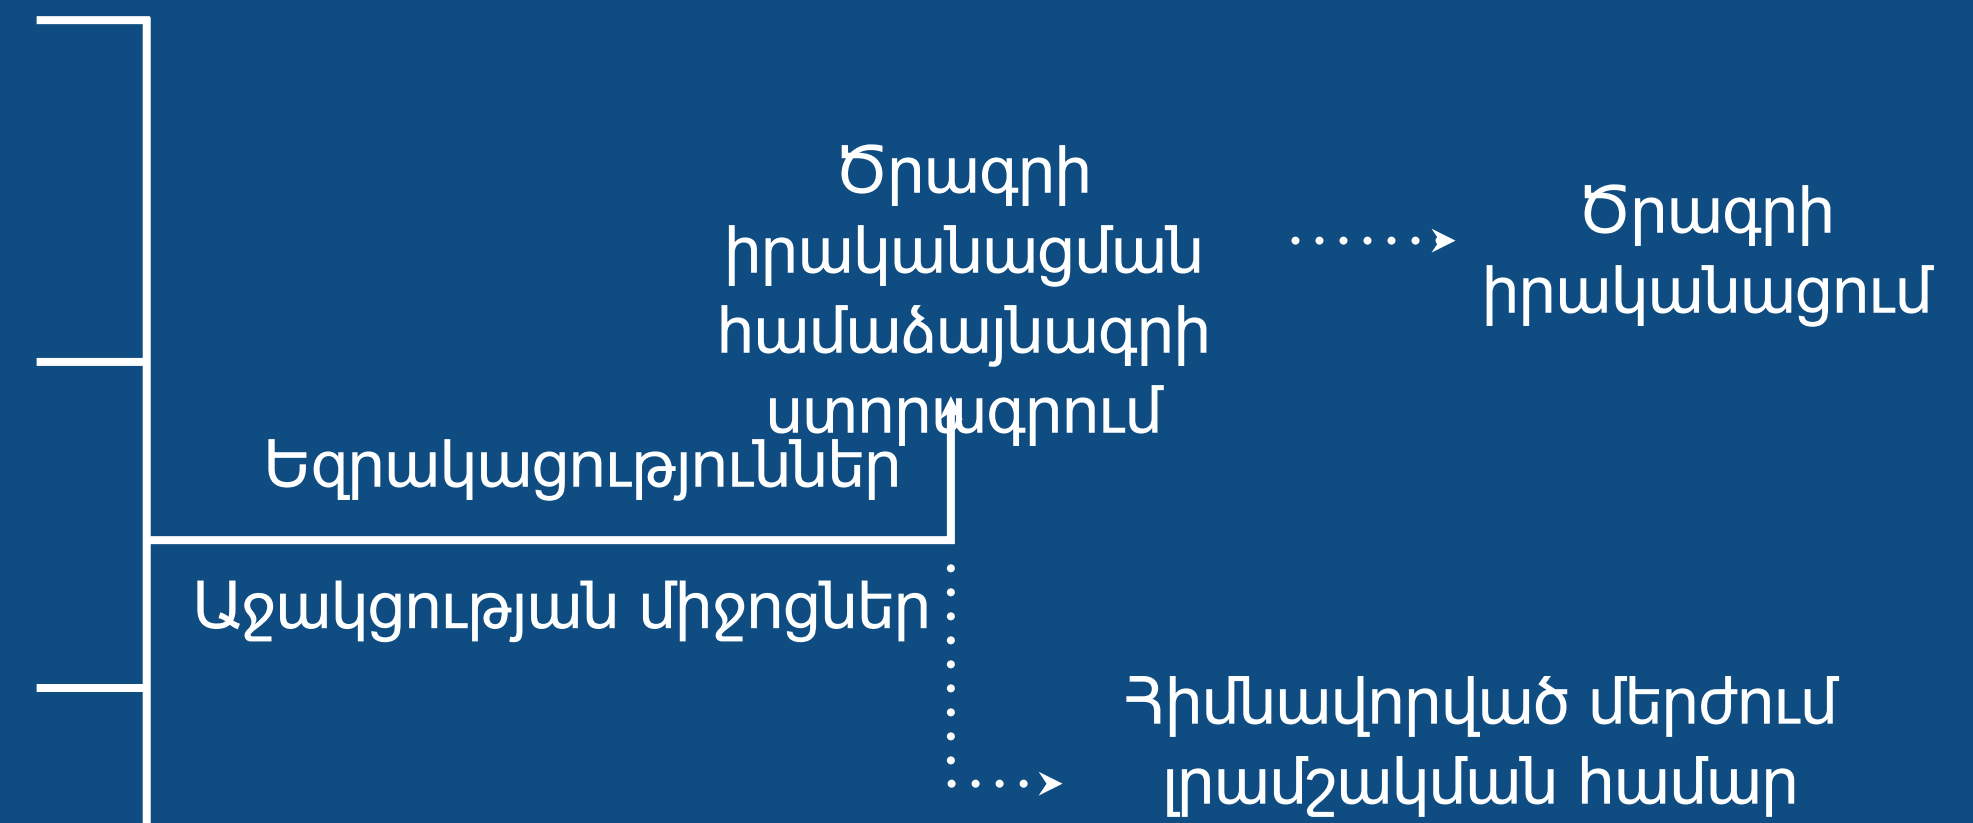 Ծրագրի
իրականացման
համաձայնագրի
ստորագրում
Ծրագրի
իրականացում
Եզրակացություններ
Աջակցության միջոցներ
Հիմնավորված մերժում
լրամշակման համար